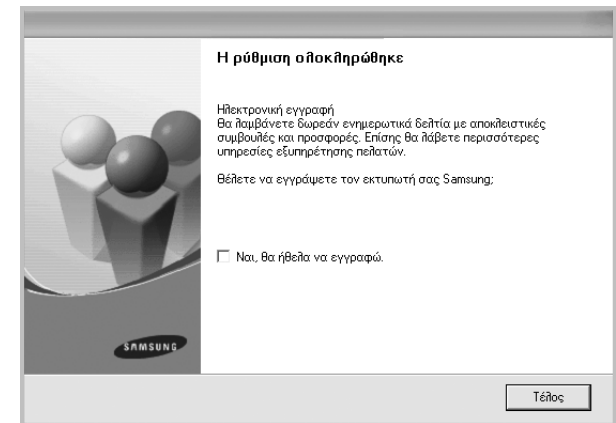 Η ρύθμιση ολοκληρώθηκε
Ηλεκτρονική εγγραφή
Θα λαμβάνετε δωρεάν ενημερωτικά δελτία με αποκλειστικές
συμβουλές και προσφορές. Επίσης θα λάβετε περισσότερες
υπηρεσίες εξυπηρέτησης πελατών.
Θέλετε να εγγράψετε τον εκτυπωτή σας Samsung;
Ναι, θα ήθελα να εγγραφώ.
SAMSUNG
Τέλος